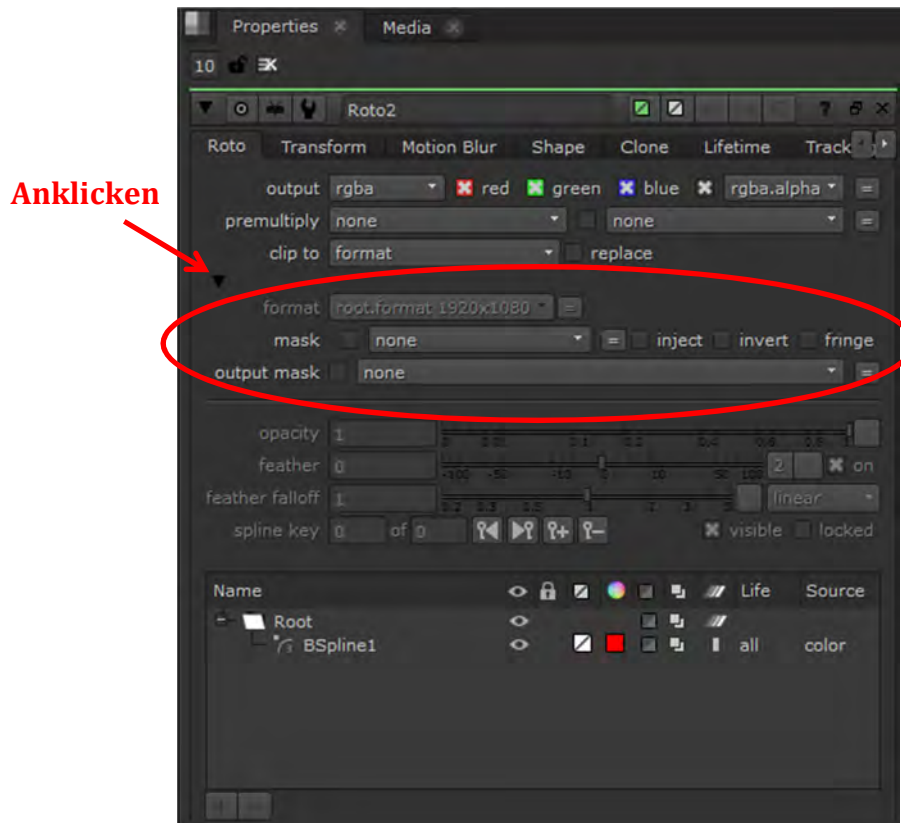 Properties Media
10
Roto2 ?
Roto Transform Motion Blur Shape Clone Lifetime Track
Anklicken
output rgba red green blue rgba.alpha =
premultiply none none =
clip to format replace
format root.format 1920x1080 =
mask none = inject invert fringe
output mask none =
opacity 1
feather 0 2 on
feather falloff 1 linear
spline key 0 of 0 visible locked
Name Life Source
Root
BSpline1 all color